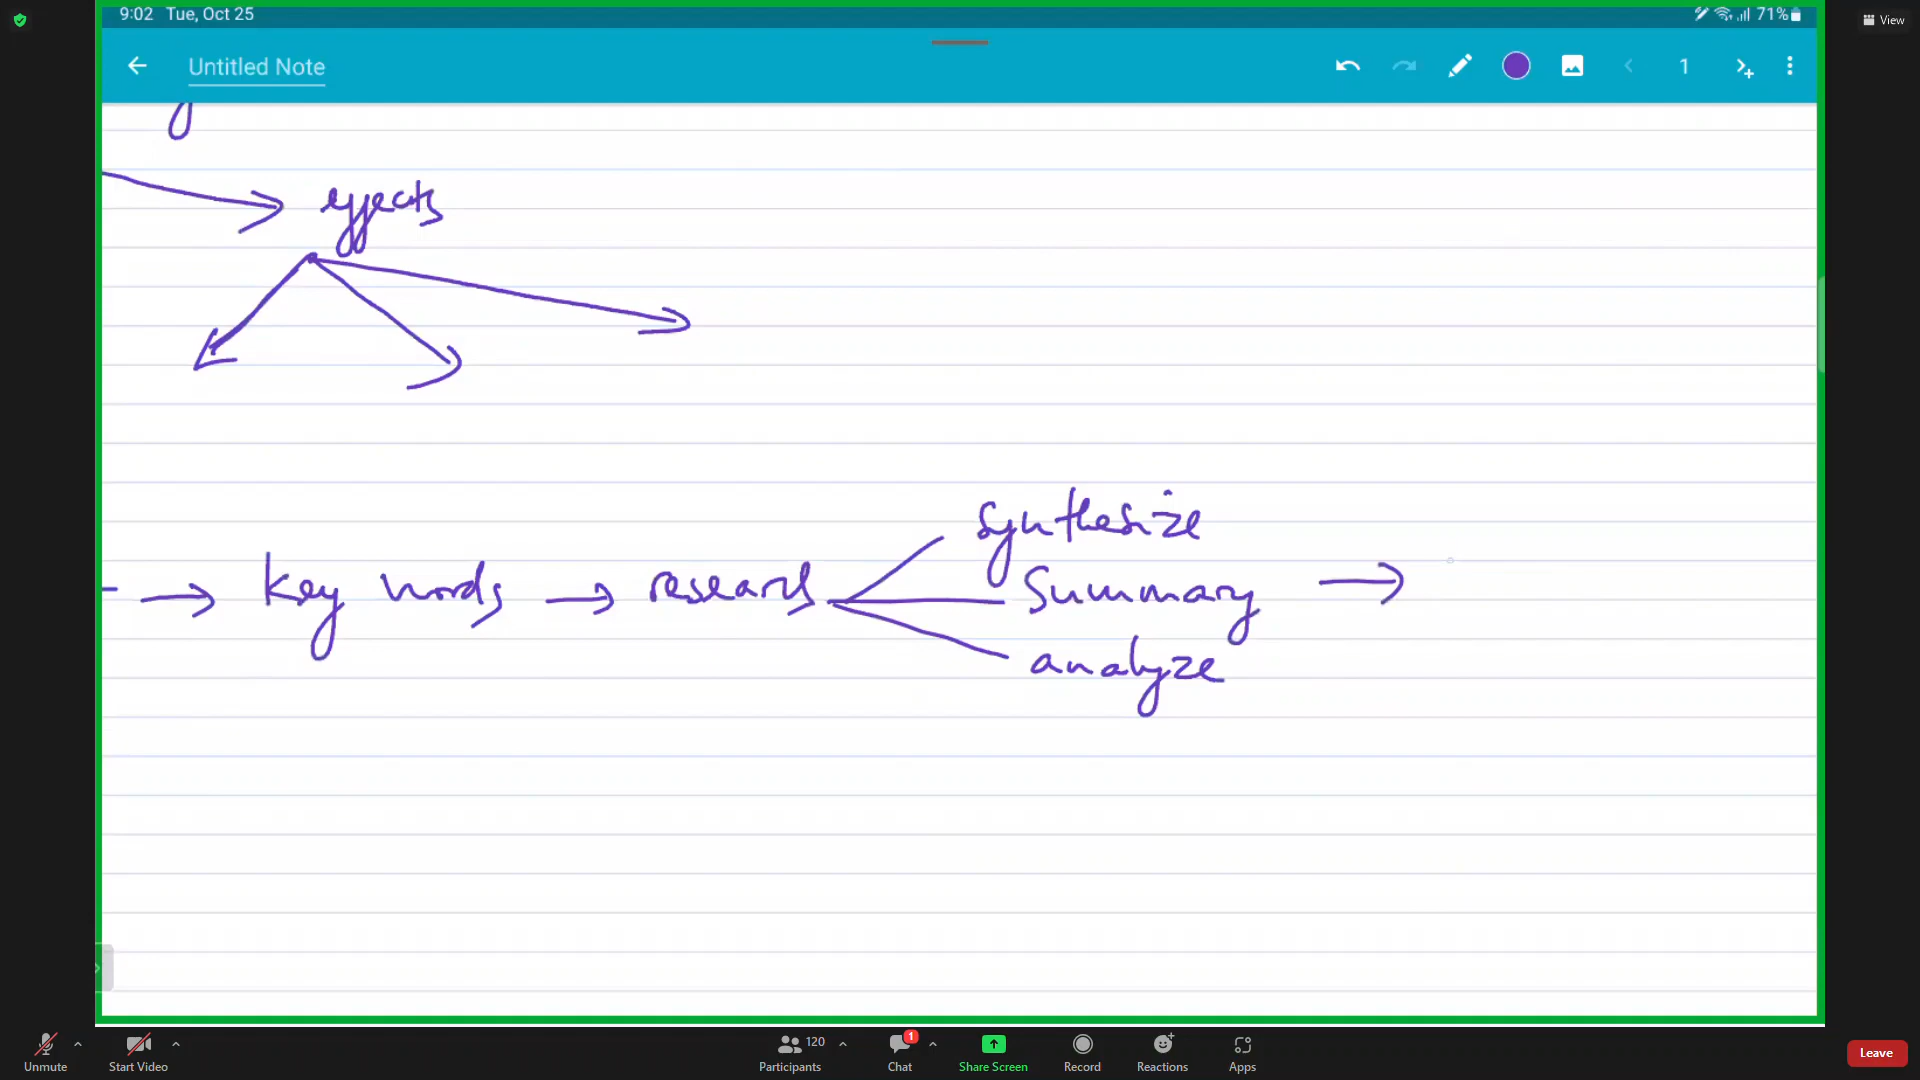 9:02 Tue, Oct 25
71%
View
Untitled Note
1
effects
synthesize
key words → research
summary →
analyze
Unmute
Start Video
120
Participants
1
Chat
Share Screen
Record
Reactions
Apps
Leave